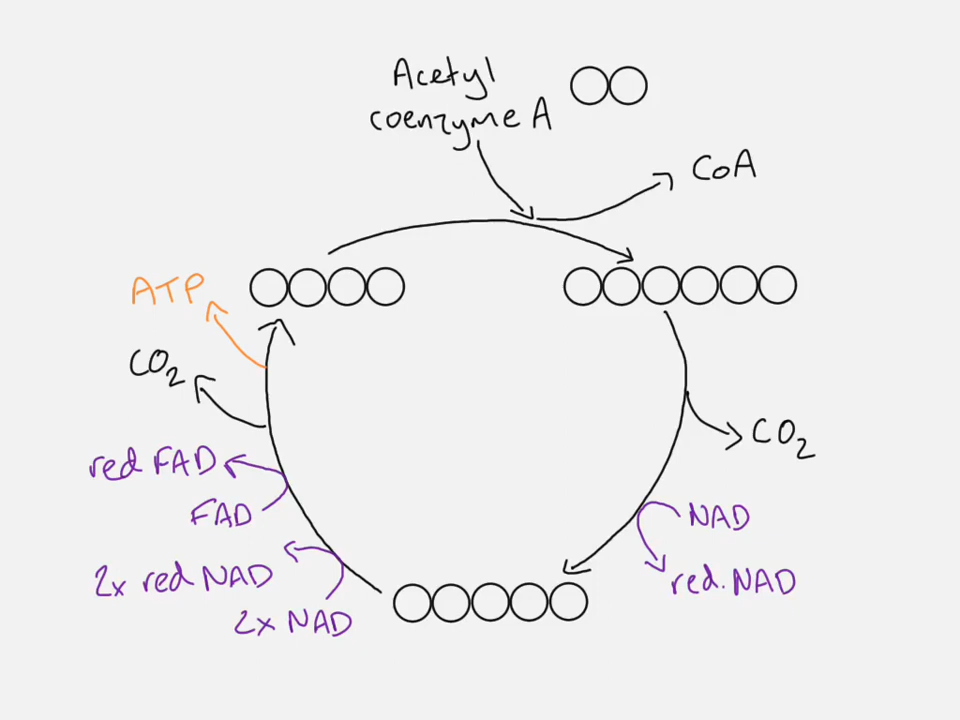 Acetyl
coenzyme A
CoA
ATP
CO2
CO2
red FAD
FAD
NAD
2x red NAD
red. NAD
2x NAD